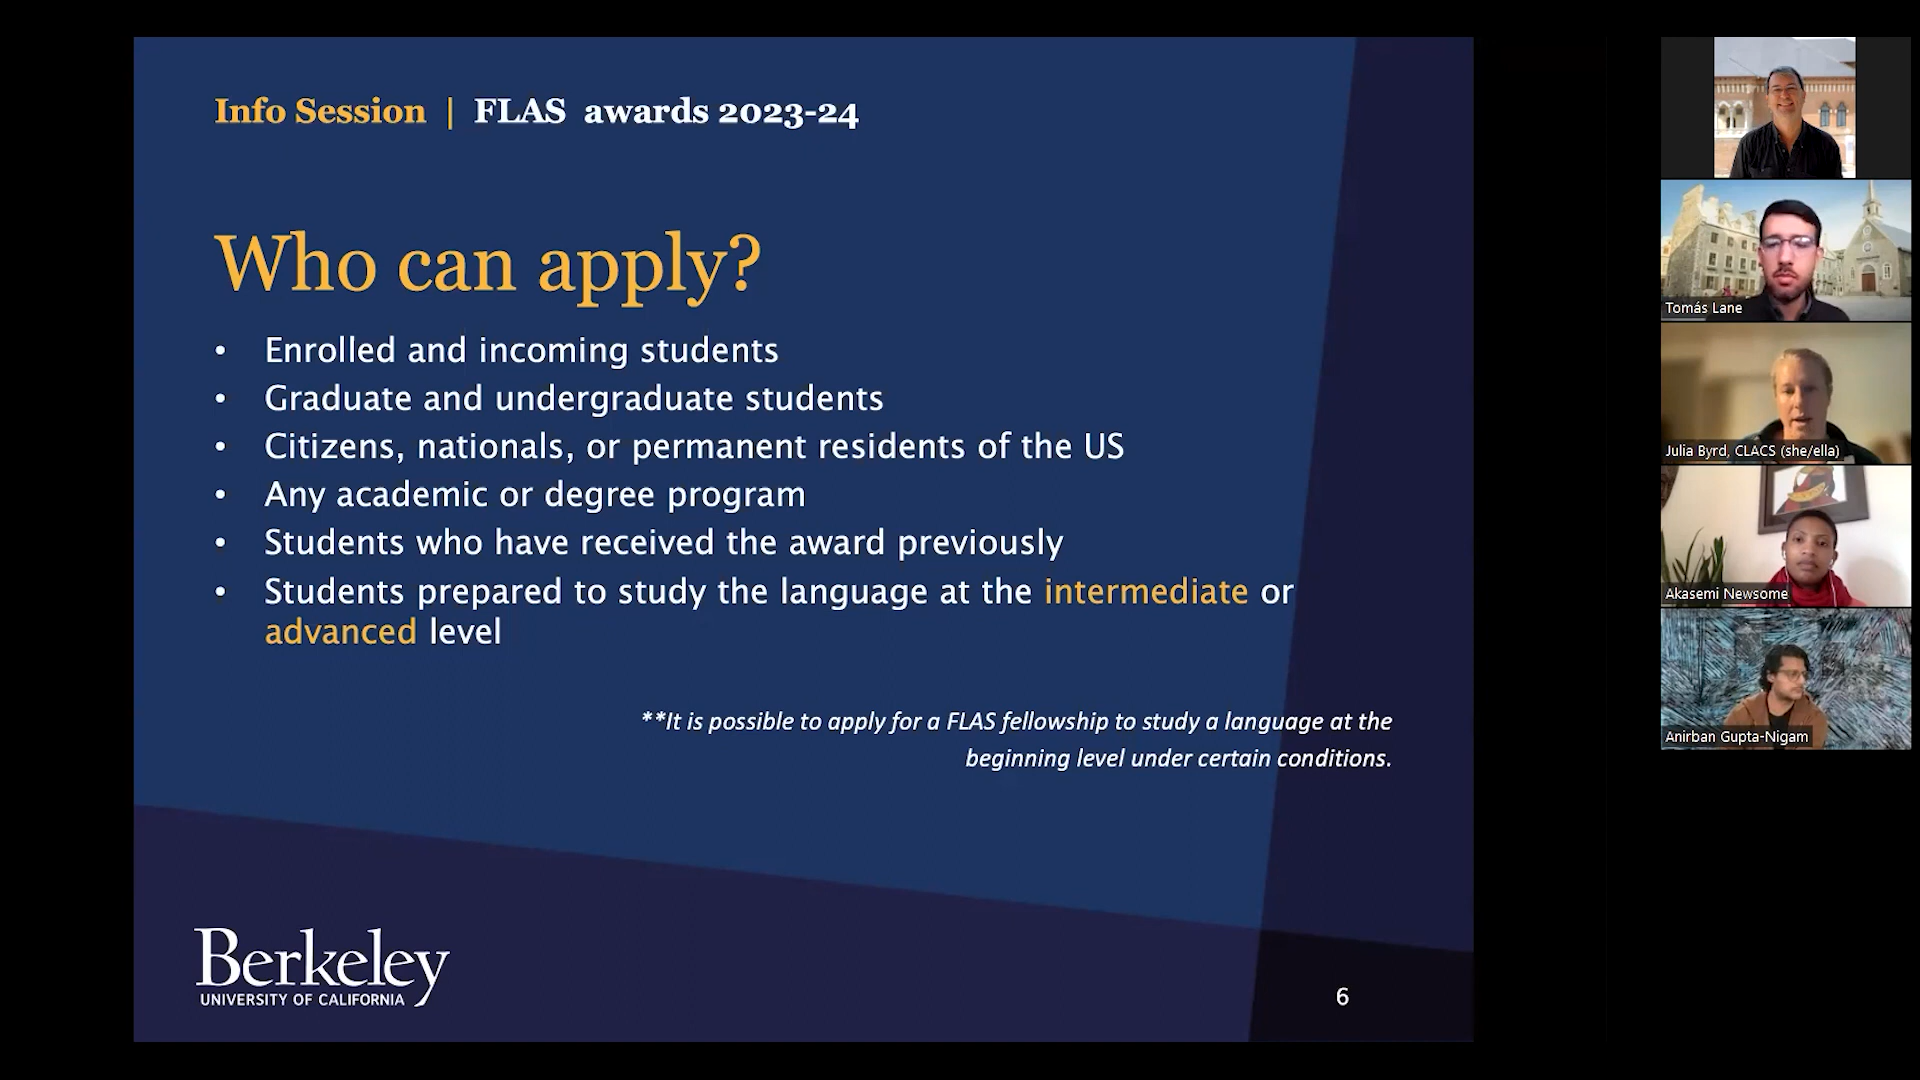 Info Session | FLAS awards 2023-24
Who can apply?
• Enrolled and incoming students
• Graduate and undergraduate students
• Citizens, nationals, or permanent residents of the US
• Any academic or degree program
• Students who have received the award previously
• Students prepared to study the language at the intermediate or
advanced level
**It is possible to apply for a FLAS fellowship to study a language at the
beginning level under certain conditions.
Berkeley
UNIVERSITY OF CALIFORNIA
6
Tomás Lane
Julia Byrd, CLACS (she/ella)
Akasemi Newsome
Anirban Gupta-Nigam